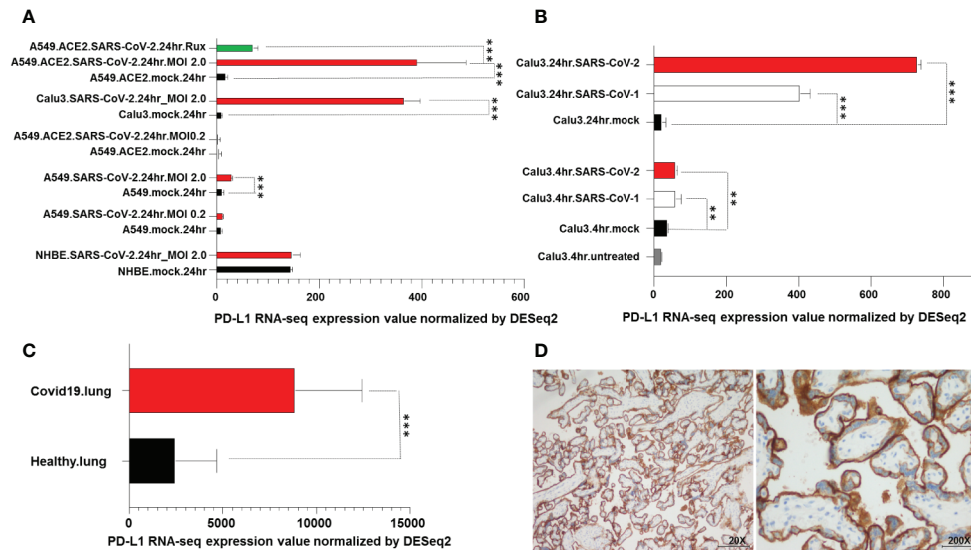 A
A549.ACE2.SARS-CoV-2.24hr.Rux
A549.ACE2.SARS-CoV-2.24hr.MOI 2.0
A549.ACE2.mock.24hr
Calu3.SARS-CoV-2.24hr_MOI 2.0
Calu3.mock.24hr
A549.ACE2.SARS-CoV-2.24hr.MOI0.2
A549.ACE2.mock.24hr
A549.SARS-CoV-2.24hr.MOI 2.0
A549.mock.24hr
A549.SARS-CoV-2.24hr.MOI 0.2
A549.mock.24hr
NHBE.SARS-CoV-2.24hr_MOI 2.0
NHBE.mock.24hr
***
***
***
***
0 200 400 600
PD-L1 RNA-seq expression value normalized by DESeq2
B
Calu3.24hr.SARS-CoV-2
Calu3.24hr.SARS-CoV-1
Calu3.24hr.mock
Calu3.4hr.SARS-CoV-2
Calu3.4hr.SARS-CoV-1
Calu3.4hr.mock
Calu3.4hr.untreated
***
***
**
**
0 200 400 600 800
PD-L1 RNA-seq expression value normalized by DESeq2
C
Covid19.lung
Healthy.lung
***
0 5000 10000 15000
PD-L1 RNA-seq expression value normalized by DESeq2
D
20X
200X